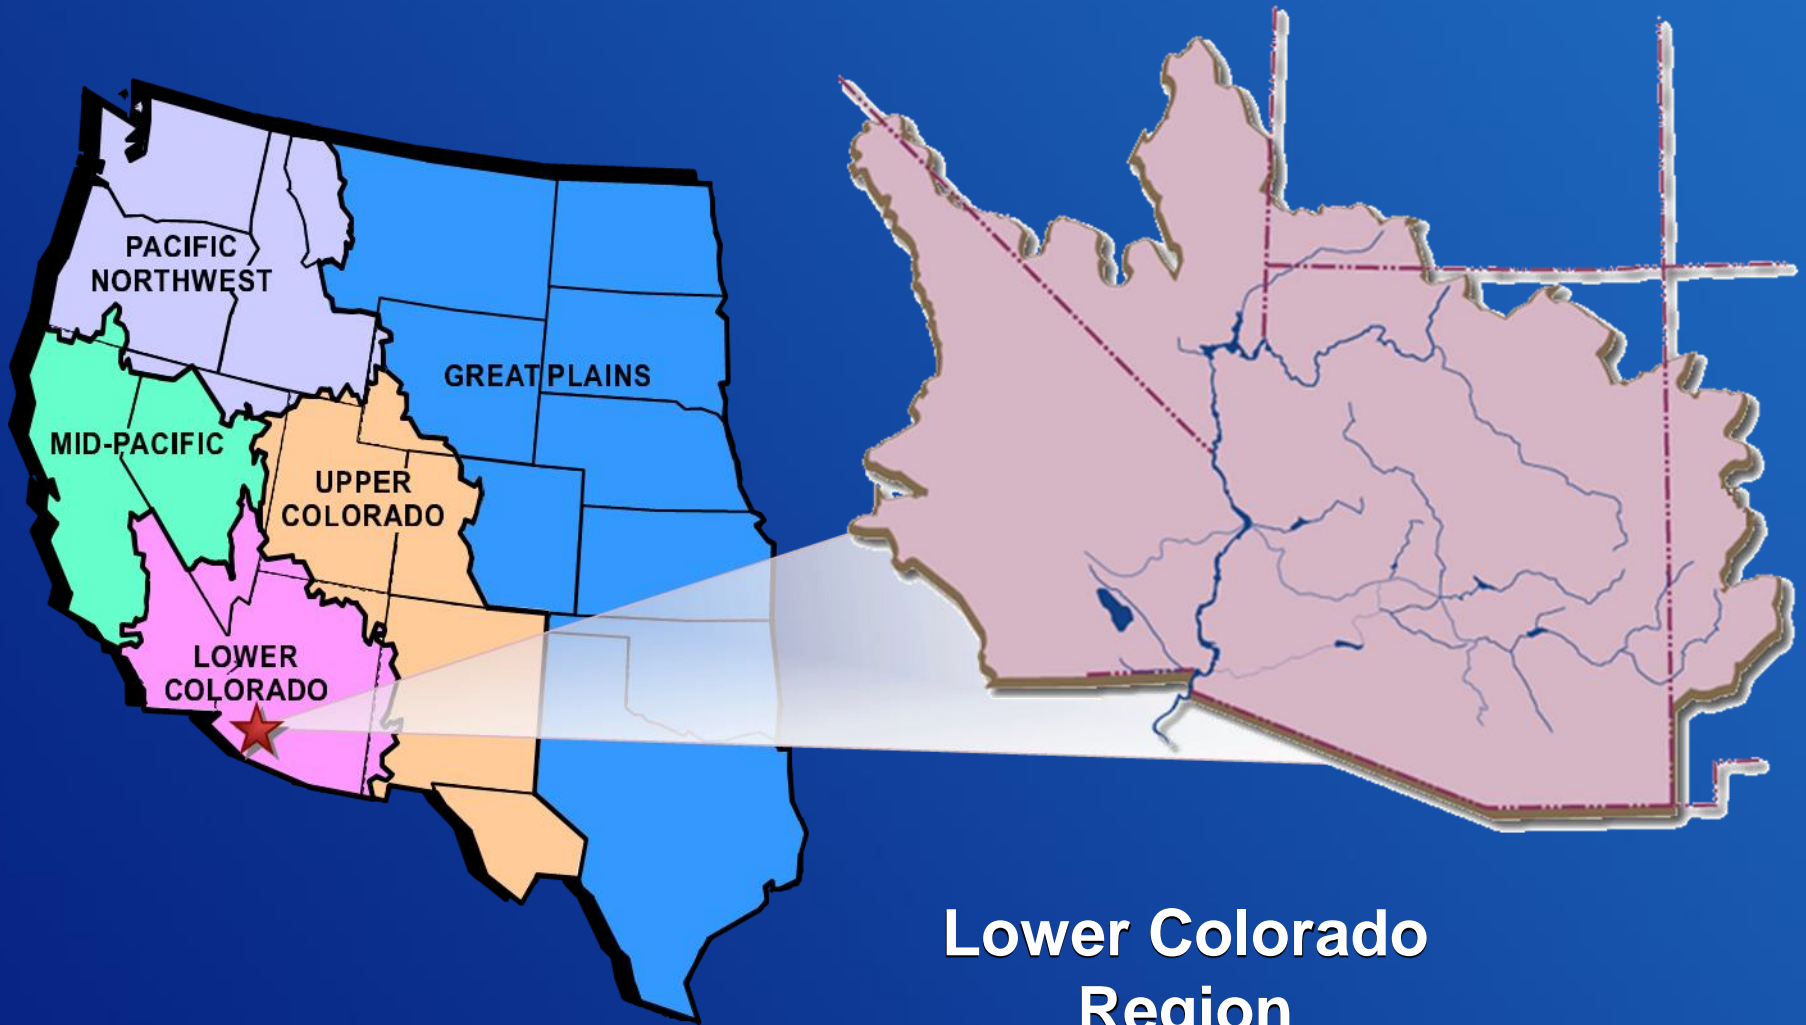 PACIFIC
NORTHWEST
GREAT PLAINS
MID-PACIFIC
UPPER
COLORADO
LOWER
COLORADO
Lower Colorado
Region